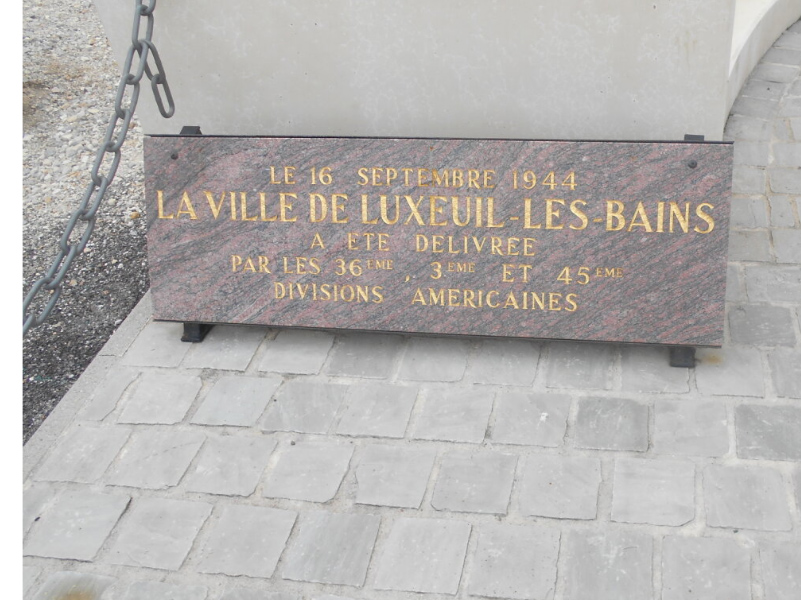 LE 16 SEPTEMBRE 1944
LA VILLE DE LUXEUIL-LES-BAINS
A ETE DELIVREE
PAR LES 36EME, 3EME ET 45EME
DIVISIONS AMERICAINES